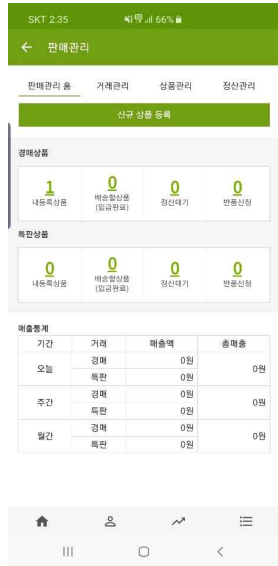 SKT 2:35 66%
← 판매관리
판매관리 홈 거래관리 상품관리 정산관리
신규 상품 등록
경매상품
1 0 0 0
내등록상품 배송할상품 정산대기 반품신청
(입금완료)
특판상품
0 0 0 0
내등록상품 배송할상품 정산대기 반품신청
(입금완료)
매출통계
기간 거래 매출액 총매출
오늘 경매 0원 0원
특판 0원
주간 경매 0원 0원
특판 0원
월간 경매 0원 0원
특판 0원